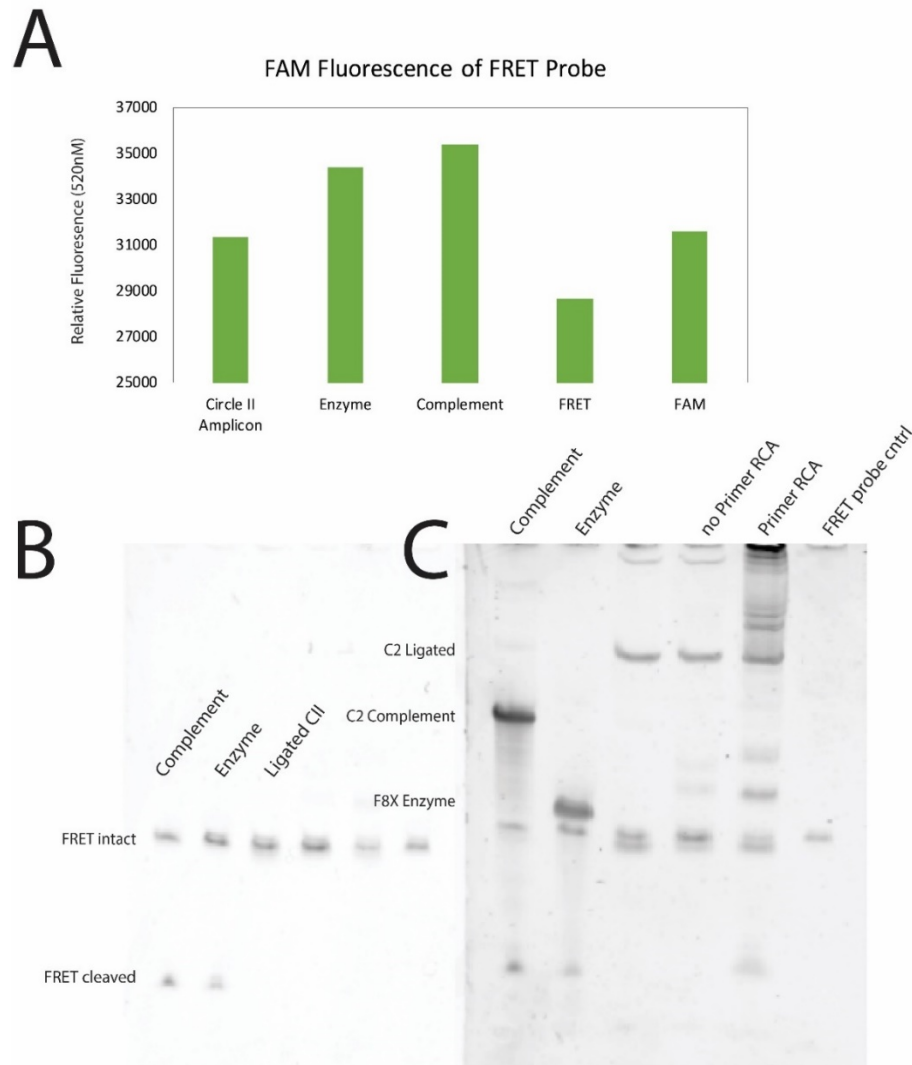 A
FAM Fluorescence of FRET Probe
Relative Fluoresence (520nM)
37000
35000
33000
31000
29000
27000
25000
Circle II
Amplicon
Enzyme
Complement
FRET
FAM
B
Complement
Enzyme
Ligated CII
FRET intact
FRET cleaved
C
Complement
Enzyme
no Primer RCA
Primer RCA
FRET probe cntrl
C2 Ligated
C2 Complement
F8X Enzyme